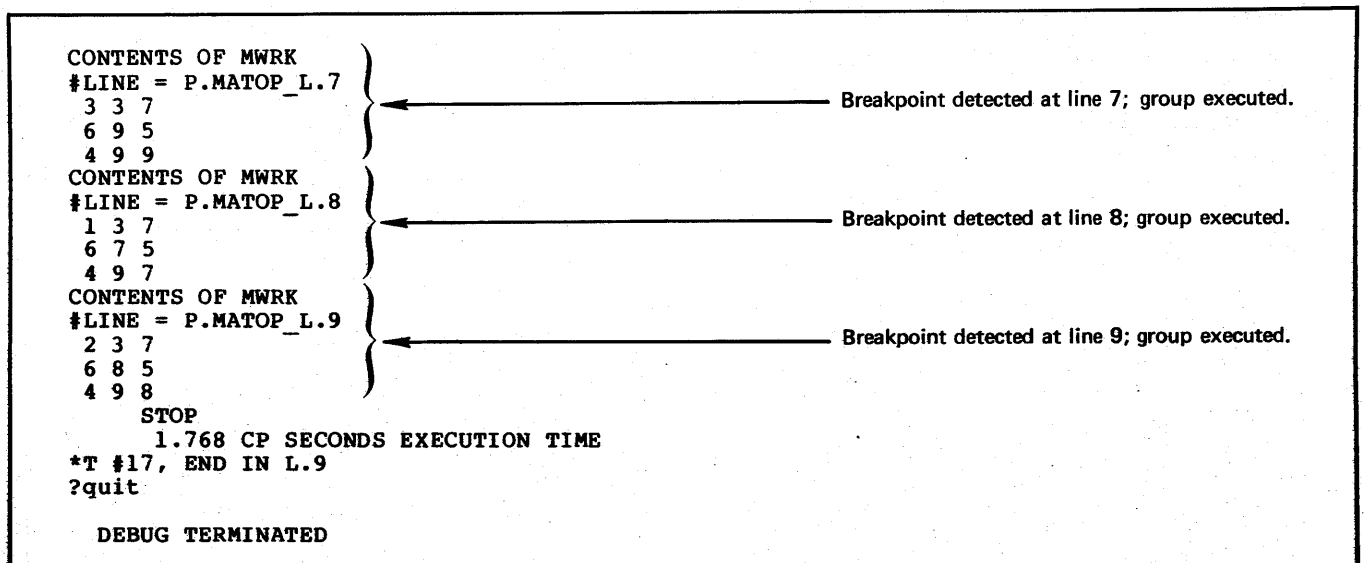 CONTENTS OF MWRK
#LINE = P.MATOP_L.7
3 3 7
Breakpoint detected at line 7; group executed.
6 9 5
4 9 9
CONTENTS OF MWRK
#LINE = P.MATOP_L.8
1 3 7
Breakpoint detected at line 8; group executed.
6 7 5
4 9 7
CONTENTS OF MWRK
#LINE = P.MATOP_L.9
2 3 7
Breakpoint detected at line 9; group executed.
6 8 5
4 9 8
STOP
1.768 CP SECONDS EXECUTION TIME
*T #17, END IN L.9
?quit
DEBUG TERMINATED